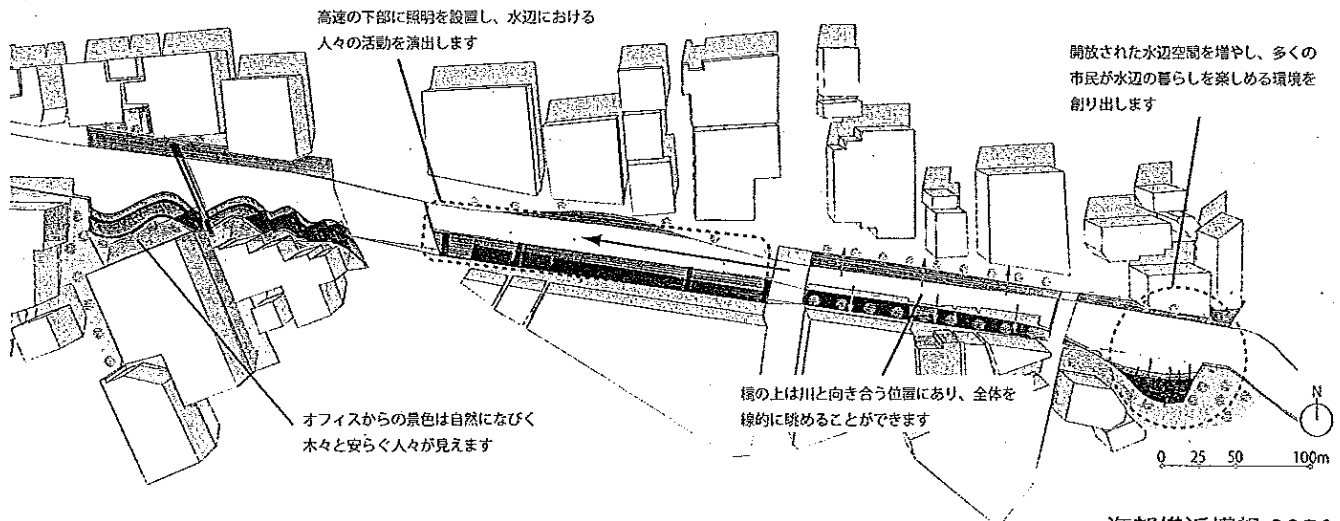 高速の下部に照明を設置し、水辺における
人々の活動を演出します
開放された水辺空間を増やし、多くの
市民が水辺の暮らしを楽しめる環境を
創り出します
橋の上は川と向き合う位置にあり、全体を
線的に眺めることができます
オフィスからの景色は自然になびく
木々と安らぐ人々が見えます
N
0 25 50 100m